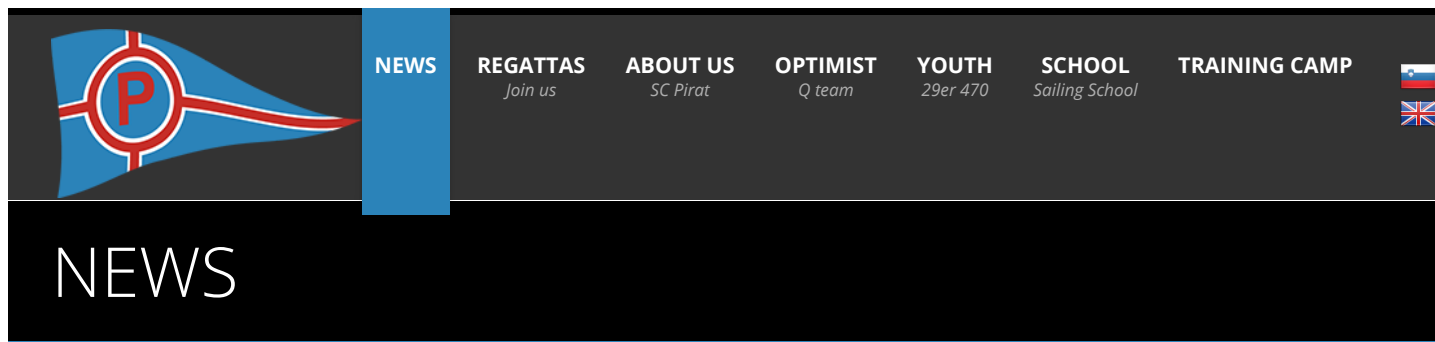 P
NEWS
REGATTAS
Join us
ABOUT US
SC Pirat
OPTIMIST
Q team
YOUTH
29er 470
SCHOOL
Sailing School
TRAINING CAMP
NEWS